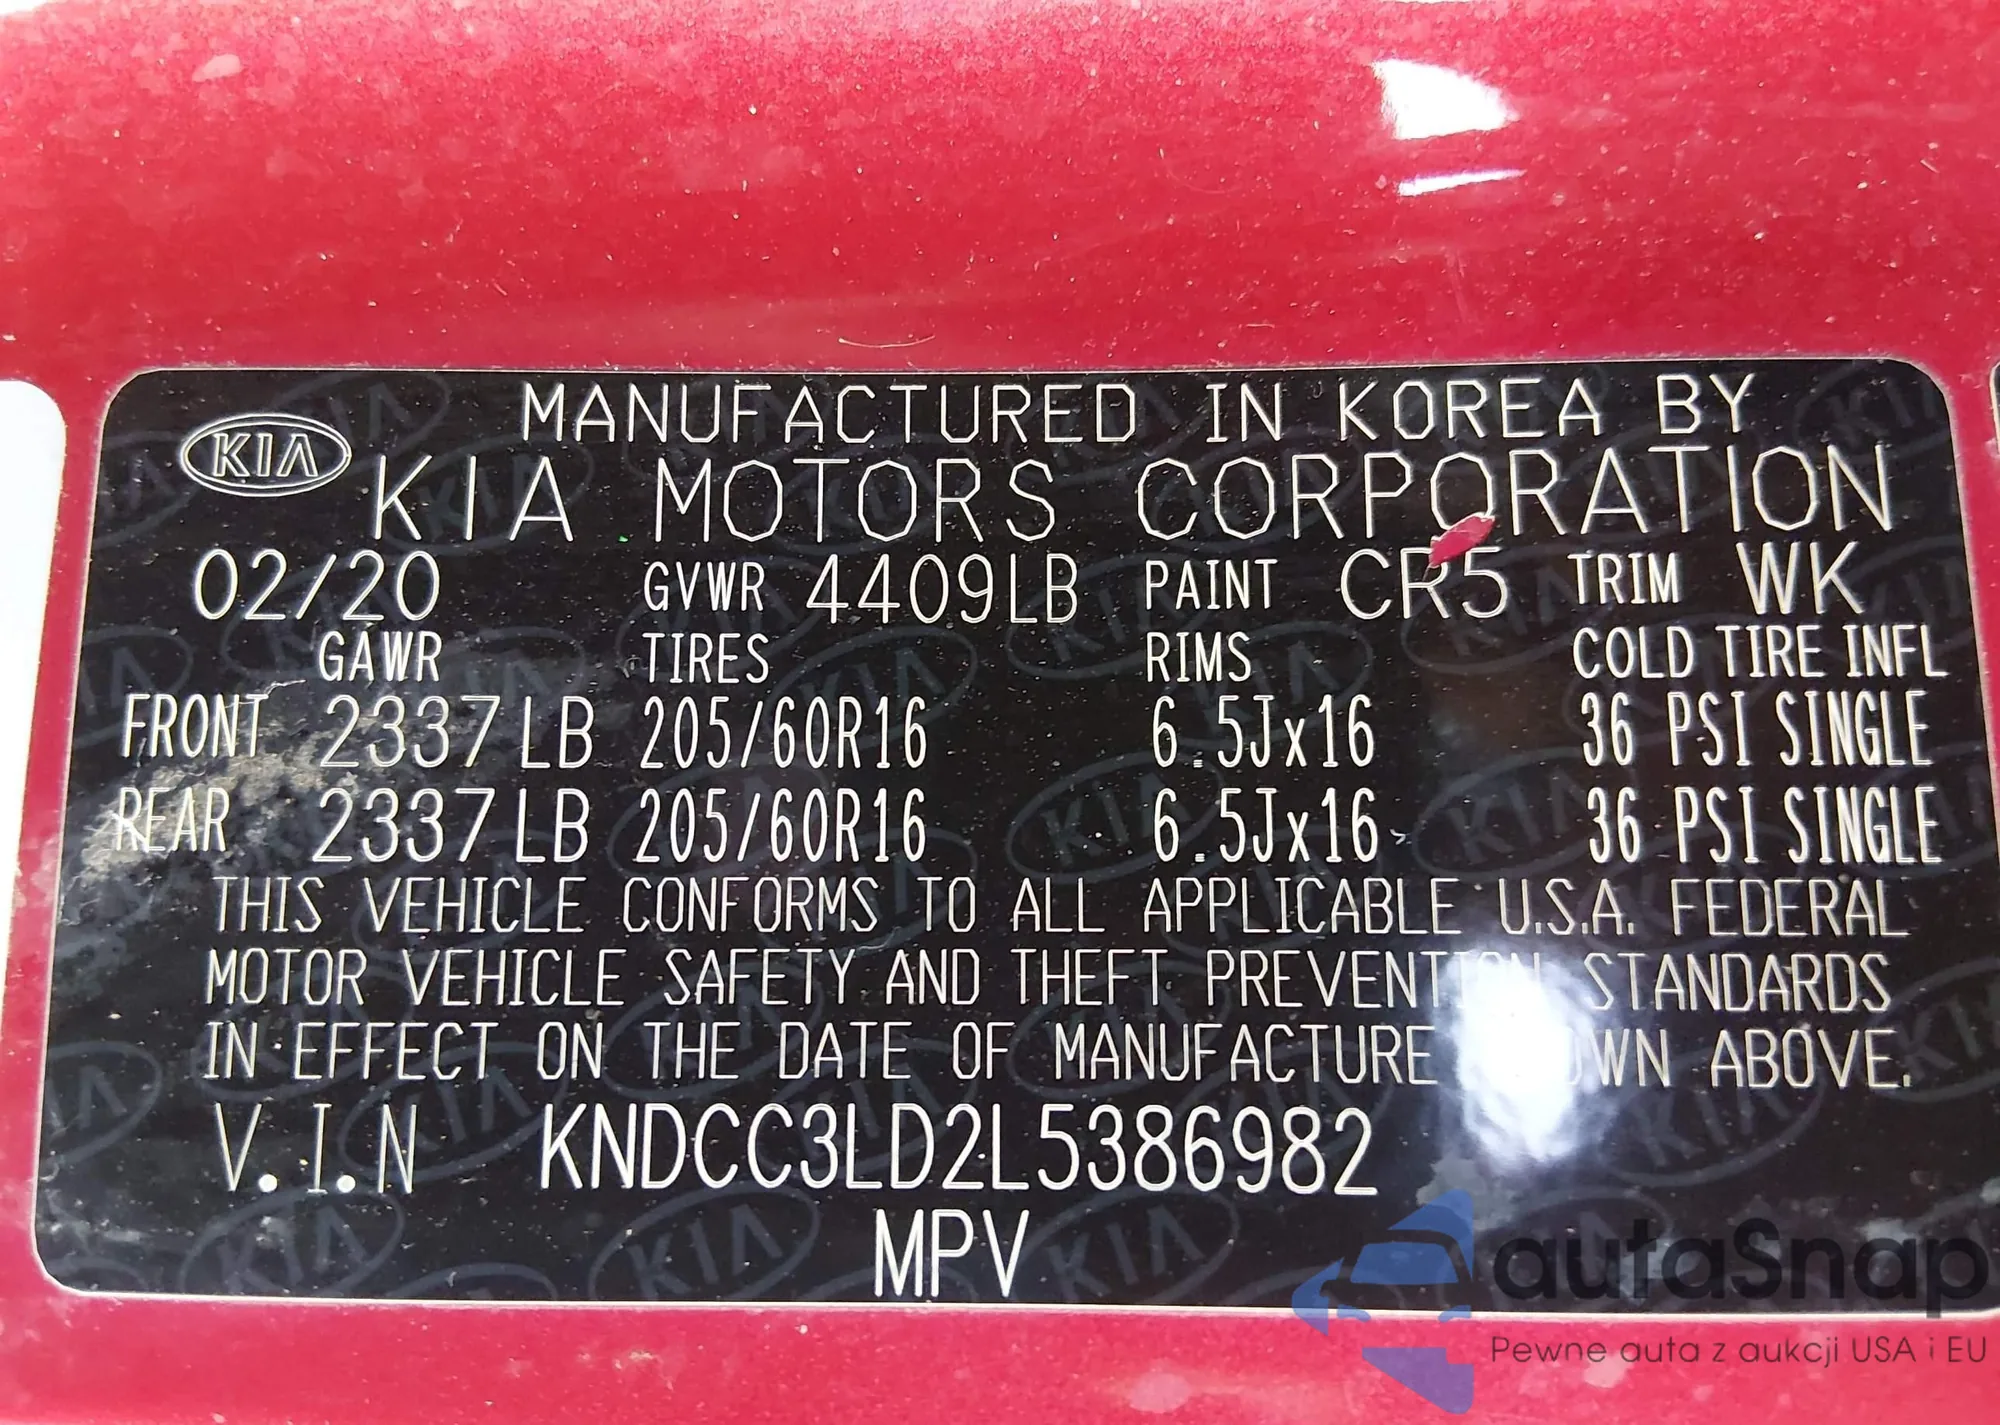 MANUFACTURED IN KOREA BY
KIA KIA MOTORS CORPORATION
02/20 GVWR 4409LB PAINT CR5 TRIM WK
GAWR TIRES RIMS COLD TIRE INFL
FRONT 2337LB 205/60R16 6.5Jx16 36 PSI SINGLE
REAR 2337LB 205/60R16 6.5Jx16 36 PSI SINGLE
THIS VEHICLE CONFORMS TO ALL APPLICABLE U.S.A. FEDERAL
MOTOR VEHICLE SAFETY AND THEFT PREVENTION STANDARDS
IN EFFECT ON THE DATE OF MANUFACTURE ABOVE.
V.I.N KNDCC3LD2L5386982
MPV
autaSnap
Pewne auta z aukcji USA i EU